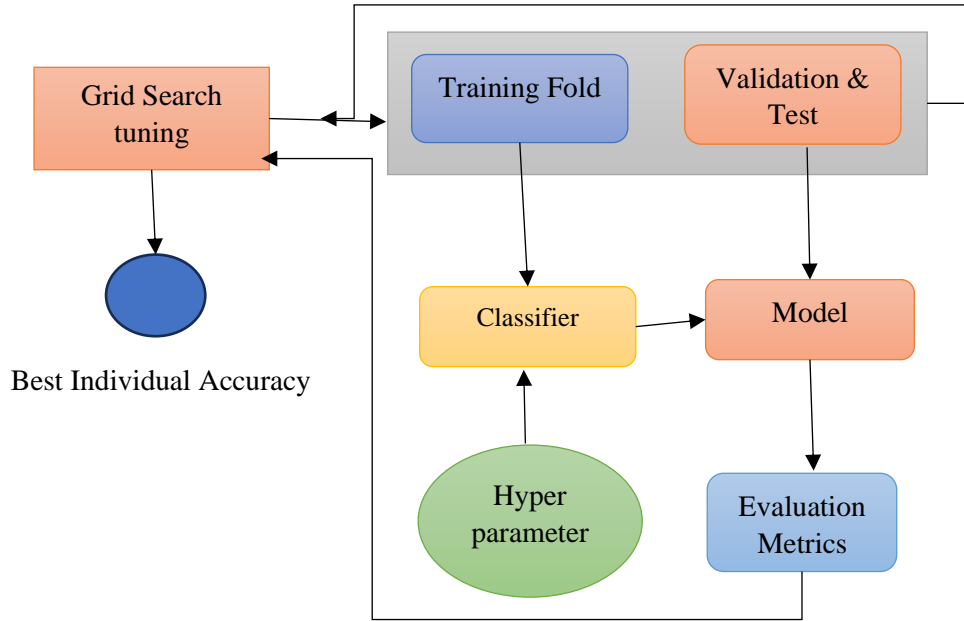 Grid Search
tuning
Training Fold
Validation &
Test
Classifier
Model
Best Individual Accuracy
Hyper
parameter
Evaluation
Metrics